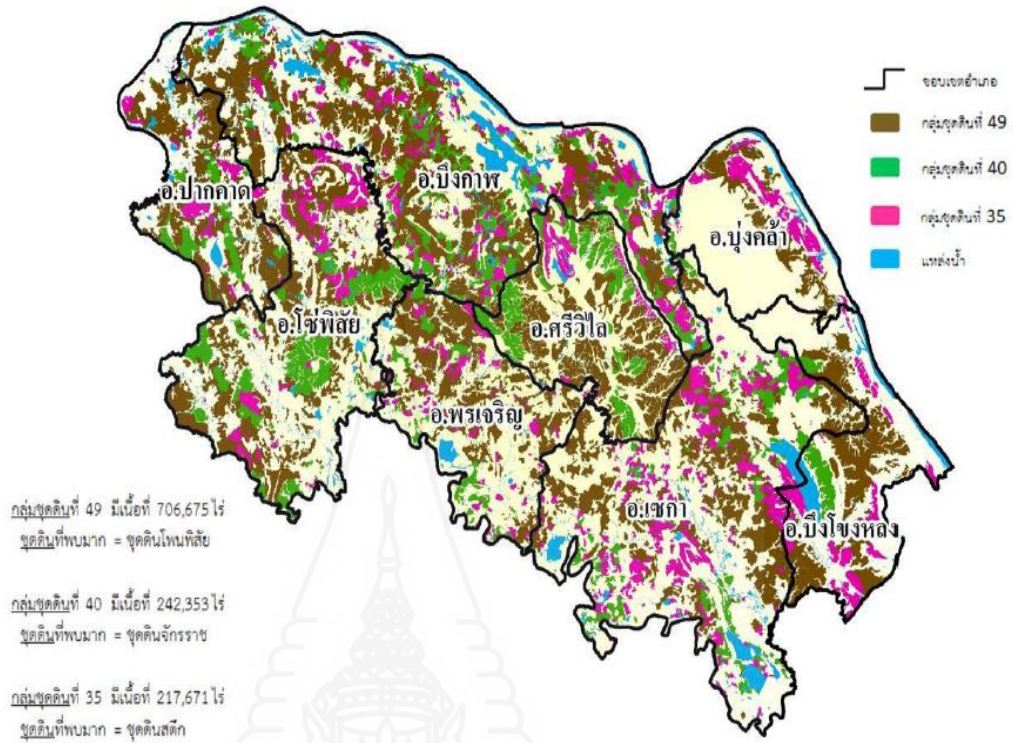 ขอบเขตอำเภอ
กลุ่มชุดดินที่ 49
กลุ่มชุดดินที่ 40
กลุ่มชุดดินที่ 35
แหล่งน้ำ
อ.ปากคาด
อ.บึงกาฬ
อ.บุ่งคล้า
อ.โซ่พิสัย
อ.ศรีวิไล
อ.พรเจริญ
อ.เซกา
อ.บึงโขงหลง
กลุ่มชุดดินที่ 49 มีเนื้อที่ 706,675 ไร่
ชุดดินที่พบมาก = ชุดดินโพนพิสัย
กลุ่มชุดดินที่ 40 มีเนื้อที่ 242,353 ไร่
ชุดดินที่พบมาก = ชุดดินจักรราช
กลุ่มชุดดินที่ 35 มีเนื้อที่ 217,671 ไร่
ชุดดินที่พบมาก = ชุดดินสตึก